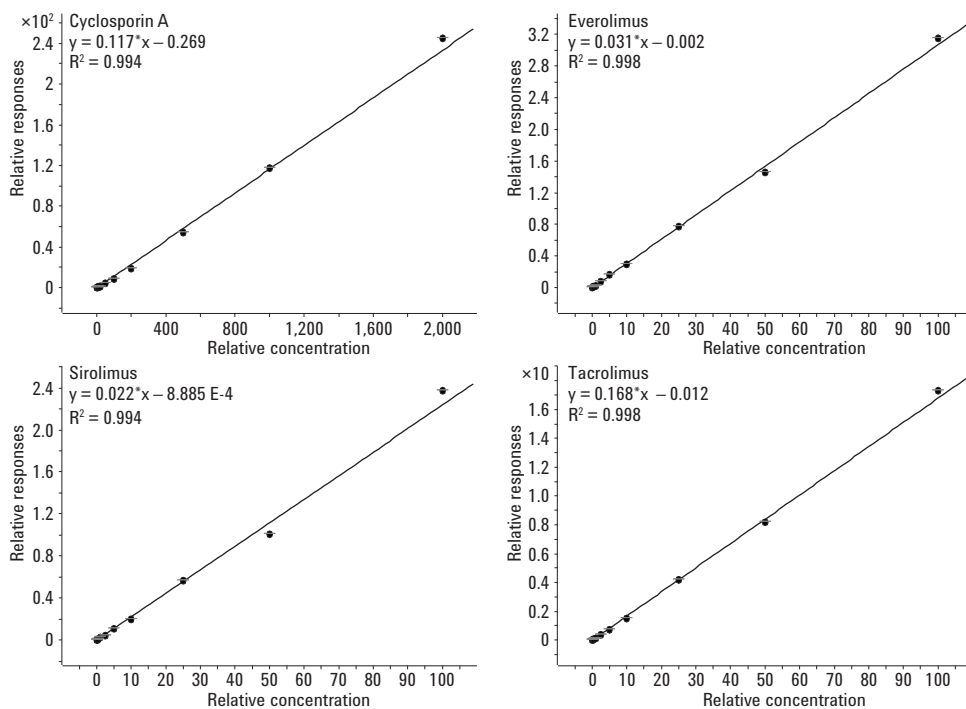 ×10²
Cyclosporin A
y = 0.117*x – 0.269
R² = 0.994
2.4
2
1.6
1.2
0.8
0.4
0
Relative responses
0 400 800 1,200 1,600 2,000
Relative concentration
Everolimus
y = 0.031*x – 0.002
R² = 0.998
3.2
2.8
2.4
2.0
1.6
1.2
0.8
0.4
0
Relative responses
0 10 20 30 40 50 60 70 80 90 100
Relative concentration
Sirolimus
y = 0.022*x – 8.885 E-4
R² = 0.994
2.4
2.0
1.6
1.2
0.8
0.4
0
Relative responses
0 10 20 30 40 50 60 70 80 90 100
Relative concentration
×10
Tacrolimus
y = 0.168*x – 0.012
R² = 0.998
1.6
1.4
1.2
1.0
0.8
0.6
0.4
0.2
0
Relative responses
0 10 20 30 40 50 60 70 80 90 100
Relative concentration